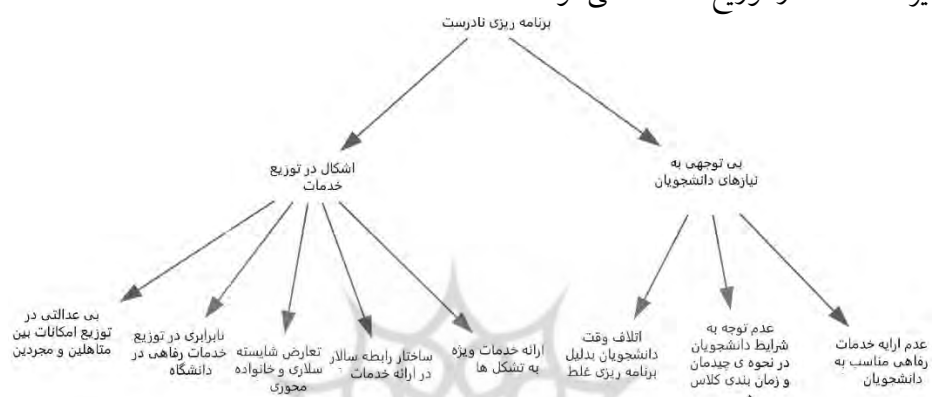 برنامه ریزی نادرست
بی توجهی به
نیازهای دانشجویان
اشکال در توزیع
خدمات
عدم ارایه خدمات
رفاهی مناسب به
دانشجویان
عدم توجه به
شرایط دانشجویان
در نحوه ی چیدمان
و زمان بندی کلاس
اتلاف وقت
دانشجویان بدلیل
برنامه ریزی غلط
ارائه خدمات ویژه
به تشکل ها
ساختار رابطه سالار
در ارائه خدمات
تعارض شایسته
سلاری و خانواده
محوری
نابرابری در توزیع
خدمات رفاهی در
دانشگاه
بی عدالتی در
توزیع امکانات بین
متاهلین و مجردین